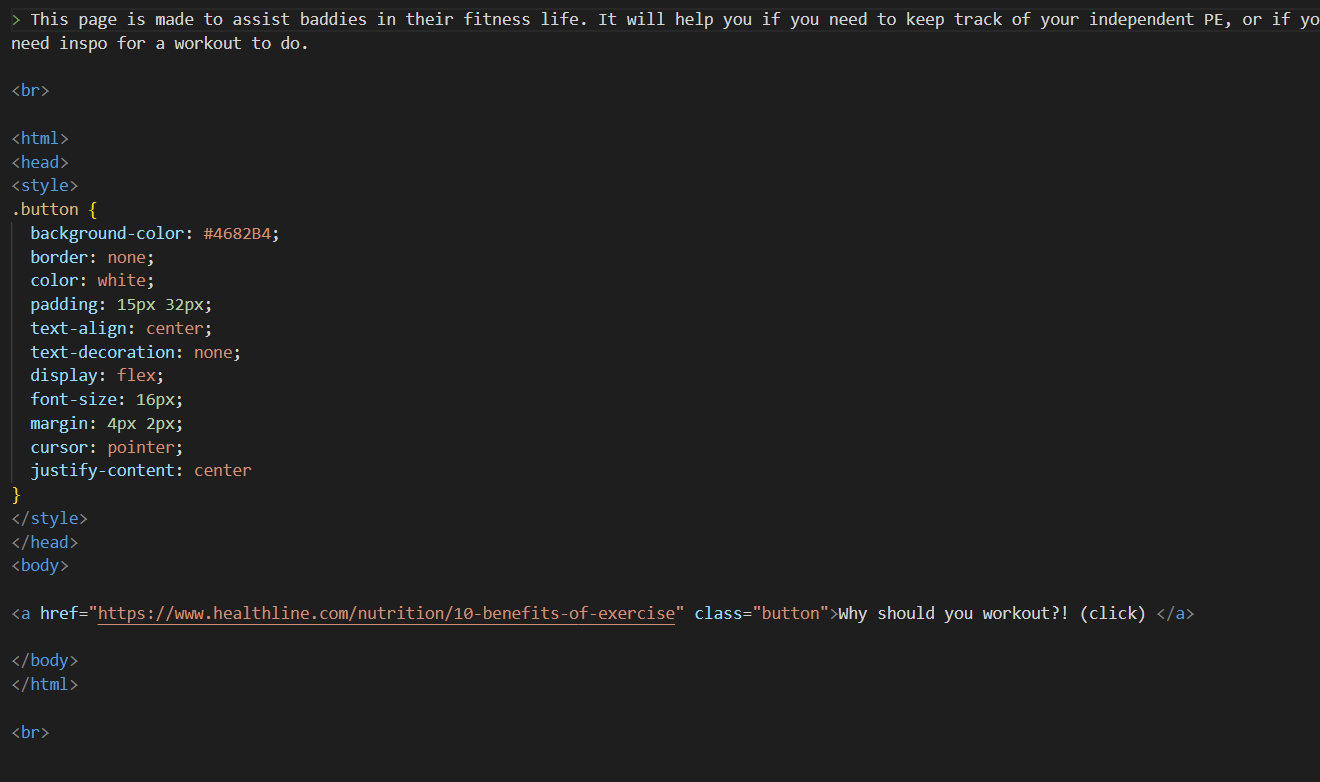 > This page is made to assist baddies in their fitness life. It will help you if you need to keep track of your independent PE, or if yo
need inspo for a workout to do.
<br>
<html>
<head>
<style>
.button {
background-color: #4682B4;
border: none;
color: white;
padding: 15px 32px;
text-align: center;
text-decoration: none;
display: flex;
font-size: 16px;
margin: 4px 2px;
cursor: pointer;
justify-content: center
}
</style>
</head>
<body>
<a href="https://www.healthline.com/nutrition/10-benefits-of-exercise" class="button">Why should you workout?! (click) </a>
</body>
</html>
<br>